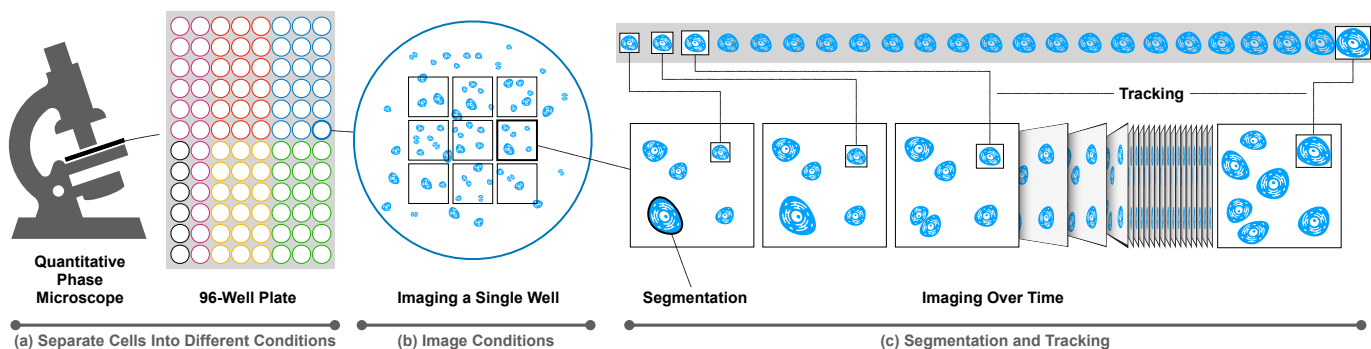 Tracking
Quantitative
Phase
Microscope
96-Well Plate
Imaging a Single Well
Segmentation
Imaging Over Time
(a) Separate Cells Into Different Conditions
(b) Image Conditions
(c) Segmentation and Tracking